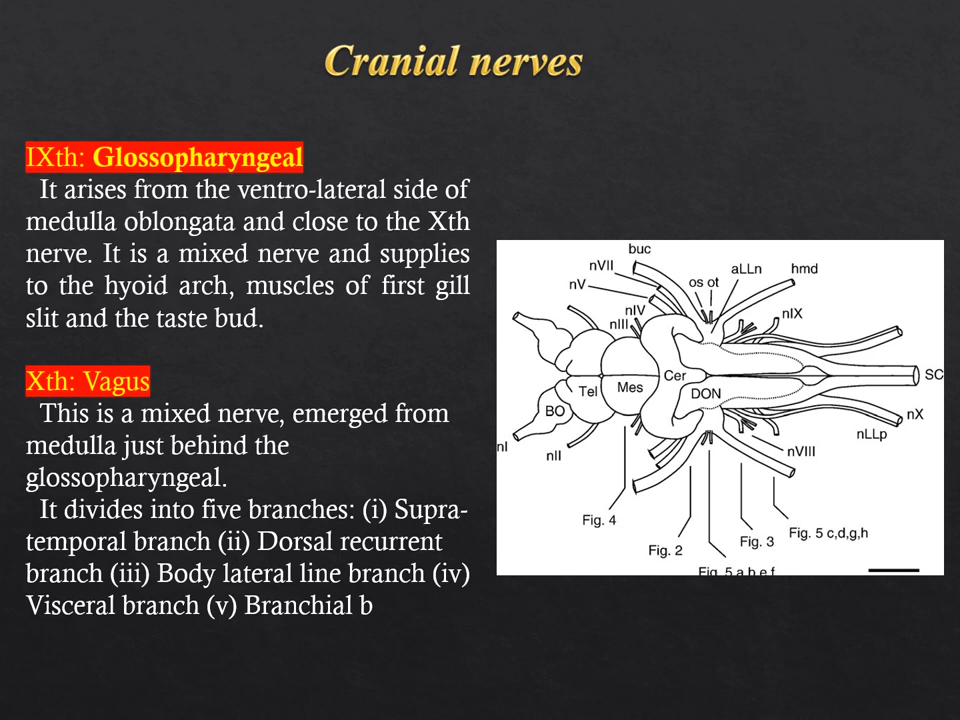 Cranial nerves
IXth: Glossopharyngeal
It arises from the ventro-lateral side of
medulla oblongata and close to the Xth
nerve. It is a mixed nerve and supplies
to the hyoid arch, muscles of first gill
slit and the taste bud.
Xth: Vagus
This is a mixed nerve, emerged from
medulla just behind the
glossopharyngeal.
It divides into five branches: (i) Supra-
temporal branch (ii) Dorsal recurrent
branch (iii) Body lateral line branch (iv)
Visceral branch (v) Branchial b
buc
nVII
aLLn
hmd
nV
os ot
nIV
nIX
nIII
Cer
SC
Tel
Mes
DON
BO
nX
nLLp
nI
nII
nVIII
Fig. 4
Fig. 5 c,d,g,h
Fig. 3
Fig. 2
Fig. 5 a,b,e,f